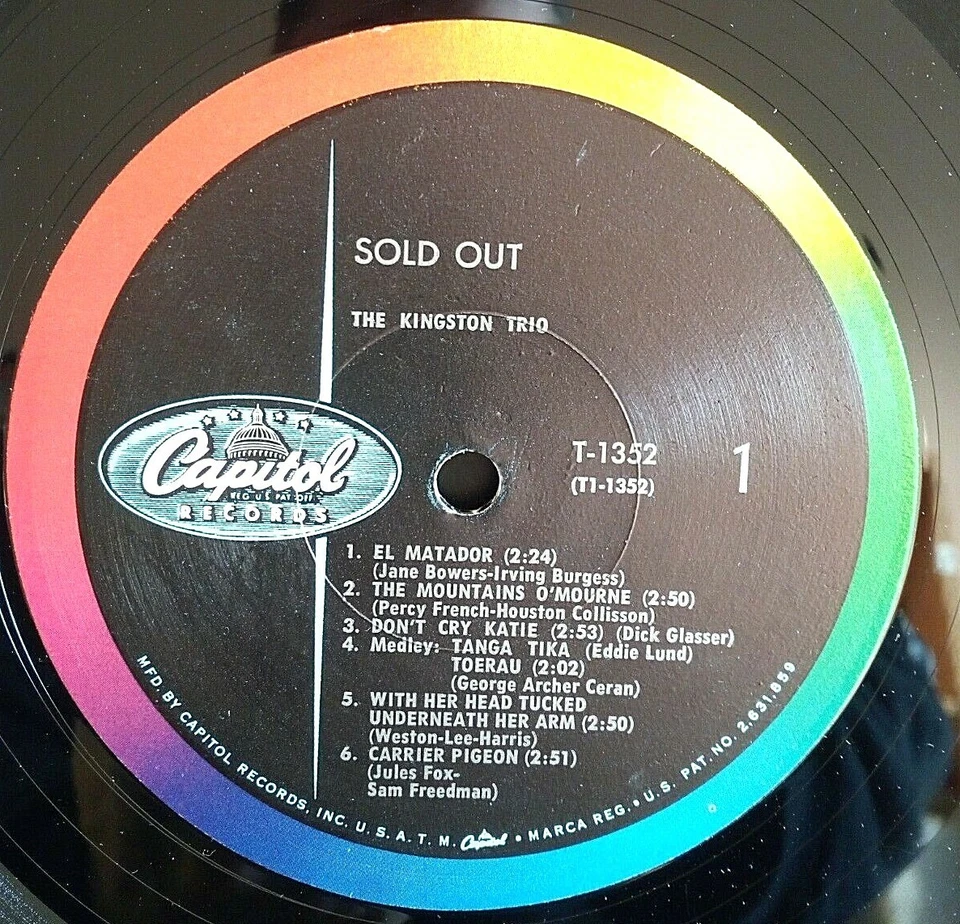 SOLD OUT
THE KINGSTON TRIO
Capitol
REG. U.S. PAT. OFF.
RECORDS
T-1352
(T1-1352)
1
1. EL MATADOR (2:24)
(Jane Bowers-Irving Burgess)
2. THE MOUNTAINS O'MOURNE (2:50)
(Percy French-Houston Collisson)
3. DON'T CRY KATIE (2:53) (Dick Glasser)
4. Medley: TANGA TIKA (Eddie Lund)
TOERAU (2:02)
(George Archer Ceran)
5. WITH HER HEAD TUCKED
UNDERNEATH HER ARM (2:50)
(Weston-Lee-Harris)
6. CARRIER PIGEON (2:51)
(Jules Fox-
Sam Freedman)
MFD. BY CAPITOL RECORDS, INC. U. S. A. T. M. Capitol • MARCA REG. • U.S. PAT. NO. 2,631,859